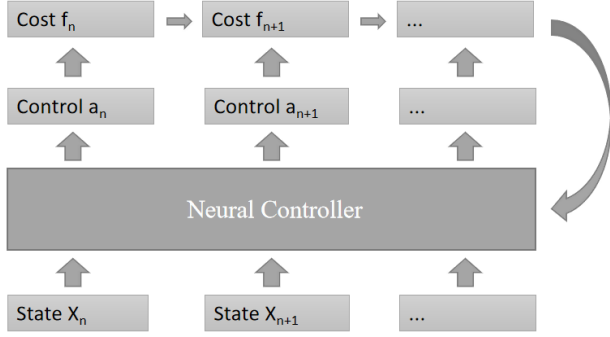 Cost fₙ
Cost fₙ₊₁
...
Control aₙ
Control aₙ₊₁
...
Neural Controller
State Xₙ
State Xₙ₊₁
...